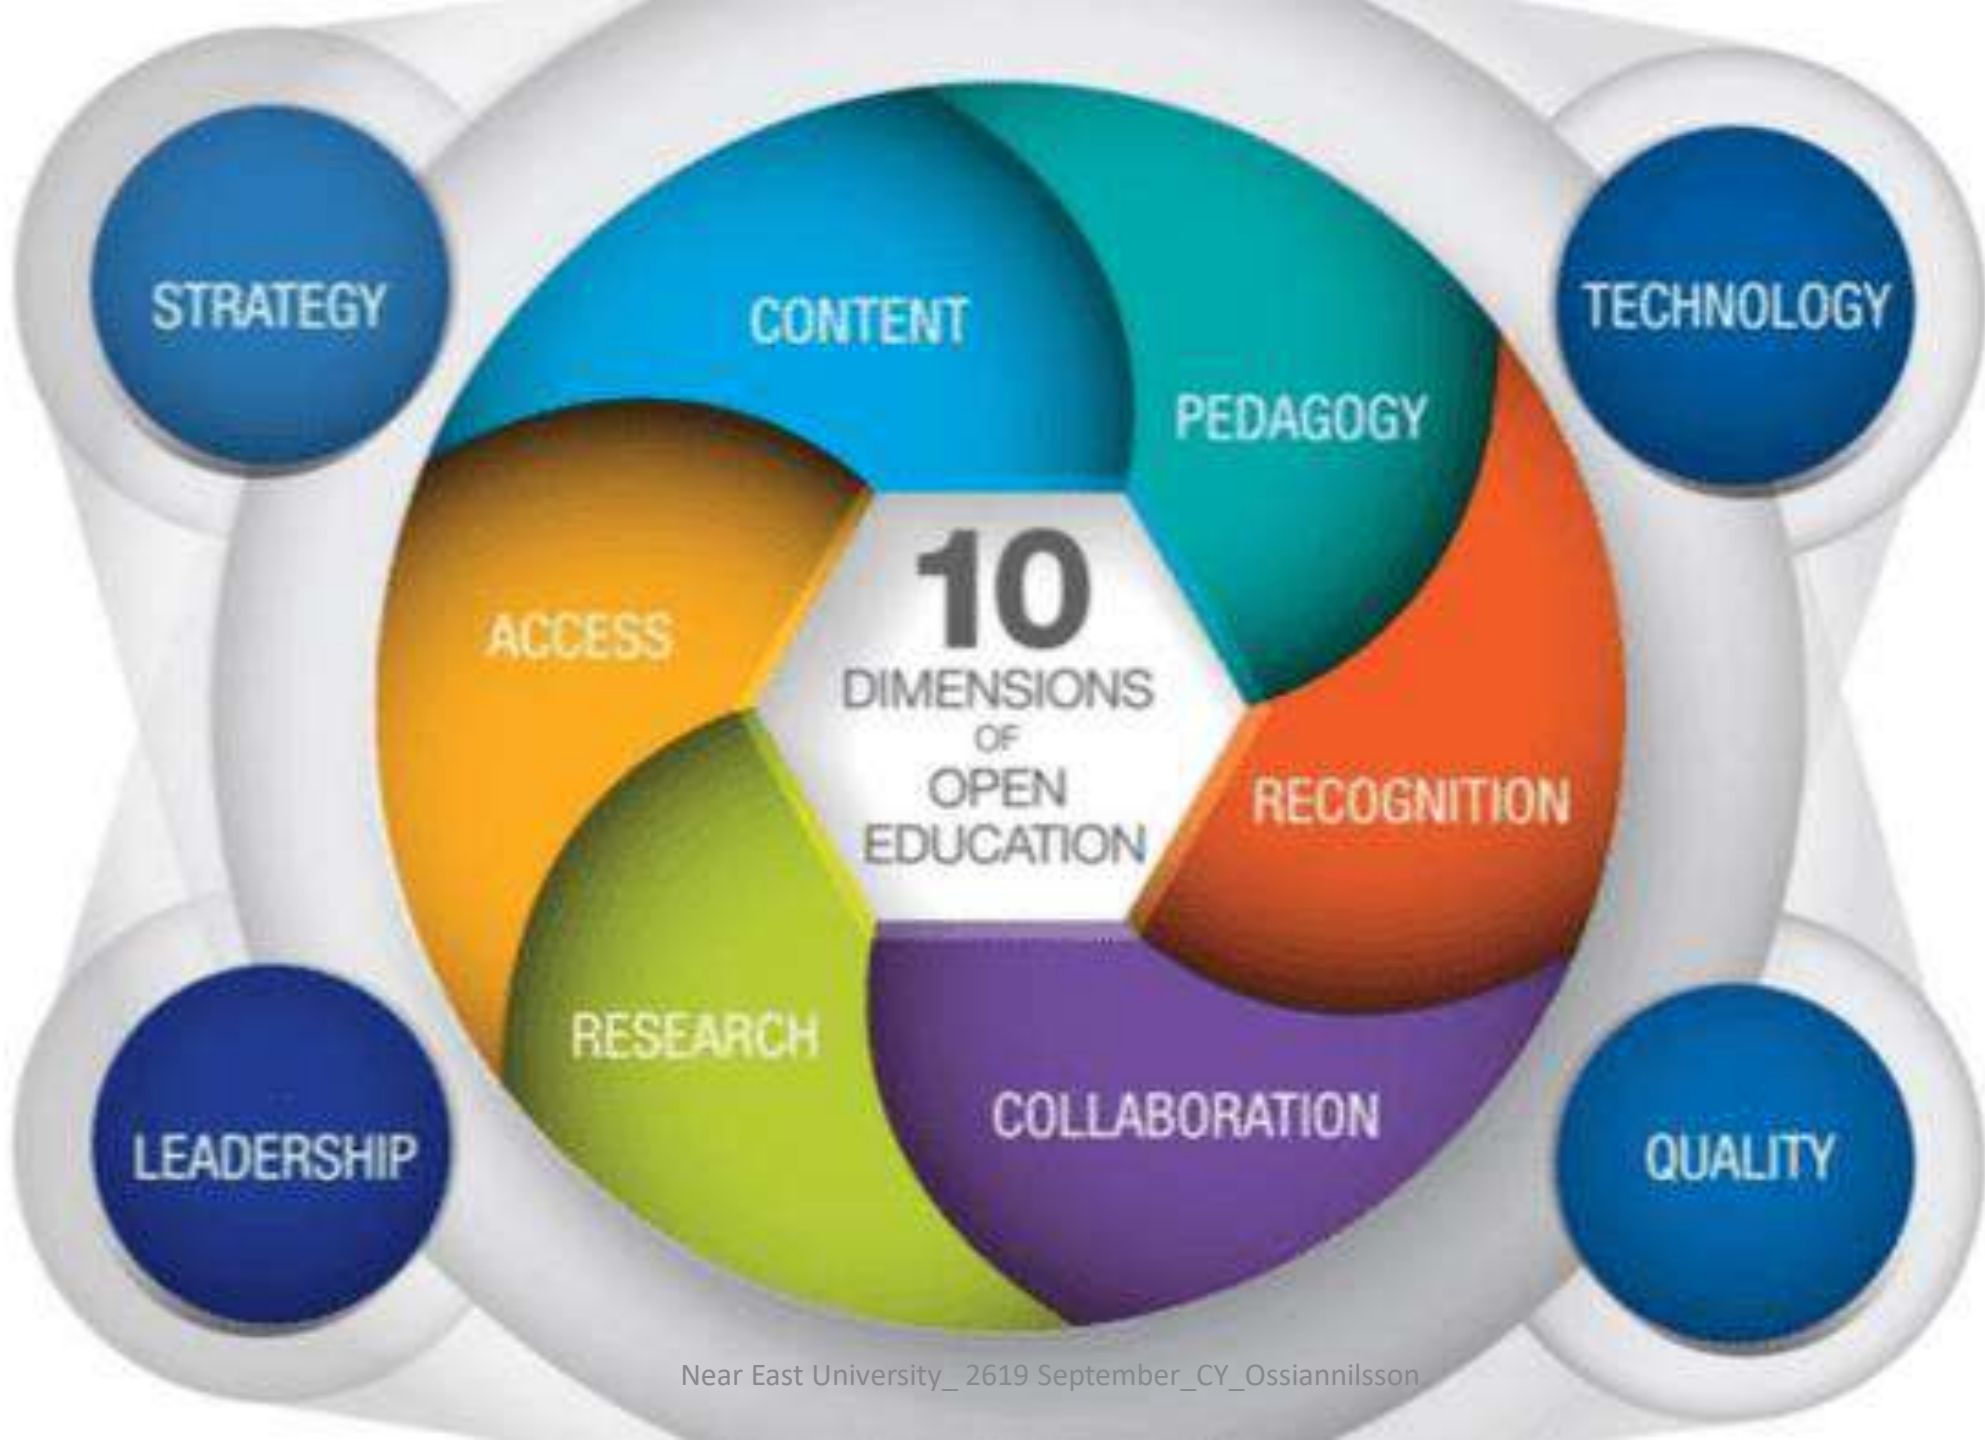 STRATEGY
TECHNOLOGY
CONTENT
PEDAGOGY
ACCESS
10
DIMENSIONS
OF
OPEN
EDUCATION
RECOGNITION
RESEARCH
COLLABORATION
LEADERSHIP
QUALITY
Near East University_ 2619 September_CY_Ossiannilsson